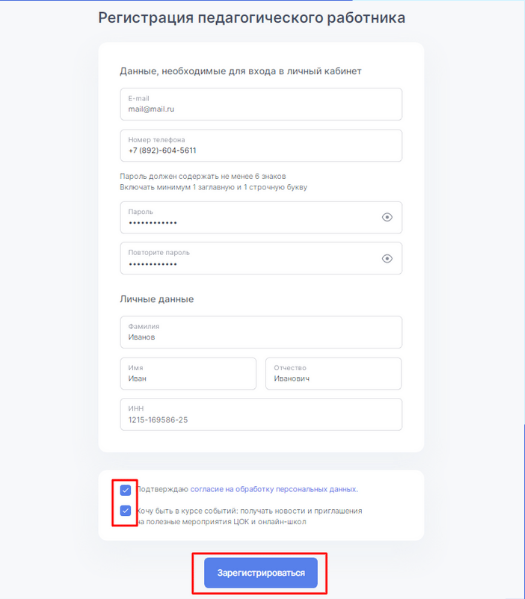 Регистрация педагогического работника
Данные, необходимые для входа в личный кабинет
E-mail
mail@mail.ru
Номер телефона
+7 (892)-604-5611
Пароль должен содержать не менее 6 знаков
Включать минимум 1 заглавную и 1 строчную букву
Пароль
••••••••••••
Повторите пароль
••••••••••••
Личные данные
Фамилия
Иванов
Имя
Иван
Отчество
Иванович
ИНН
1215-169586-25
Подтверждаю согласие на обработку персональных данных.
Хочу быть в курсе событий: получать новости и приглашения
на полезные мероприятия ЦОК и онлайн-школ
Зарегистрироваться